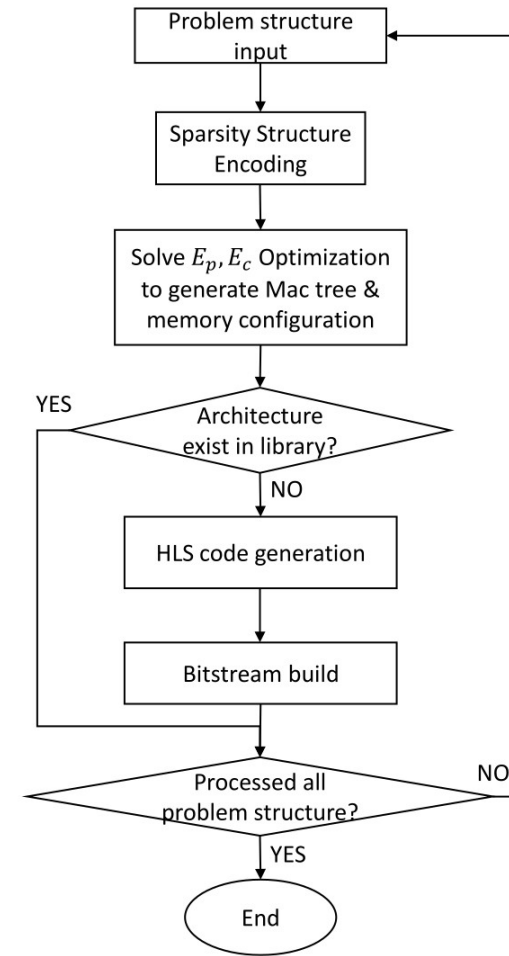 Problem structure
input
Sparsity Structure
Encoding
Solve E_p, E_c Optimization
to generate Mac tree &
memory configuration
YES
Architecture
exist in library?
NO
HLS code generation
Bitstream build
Processed all
problem structure?
NO
YES
End